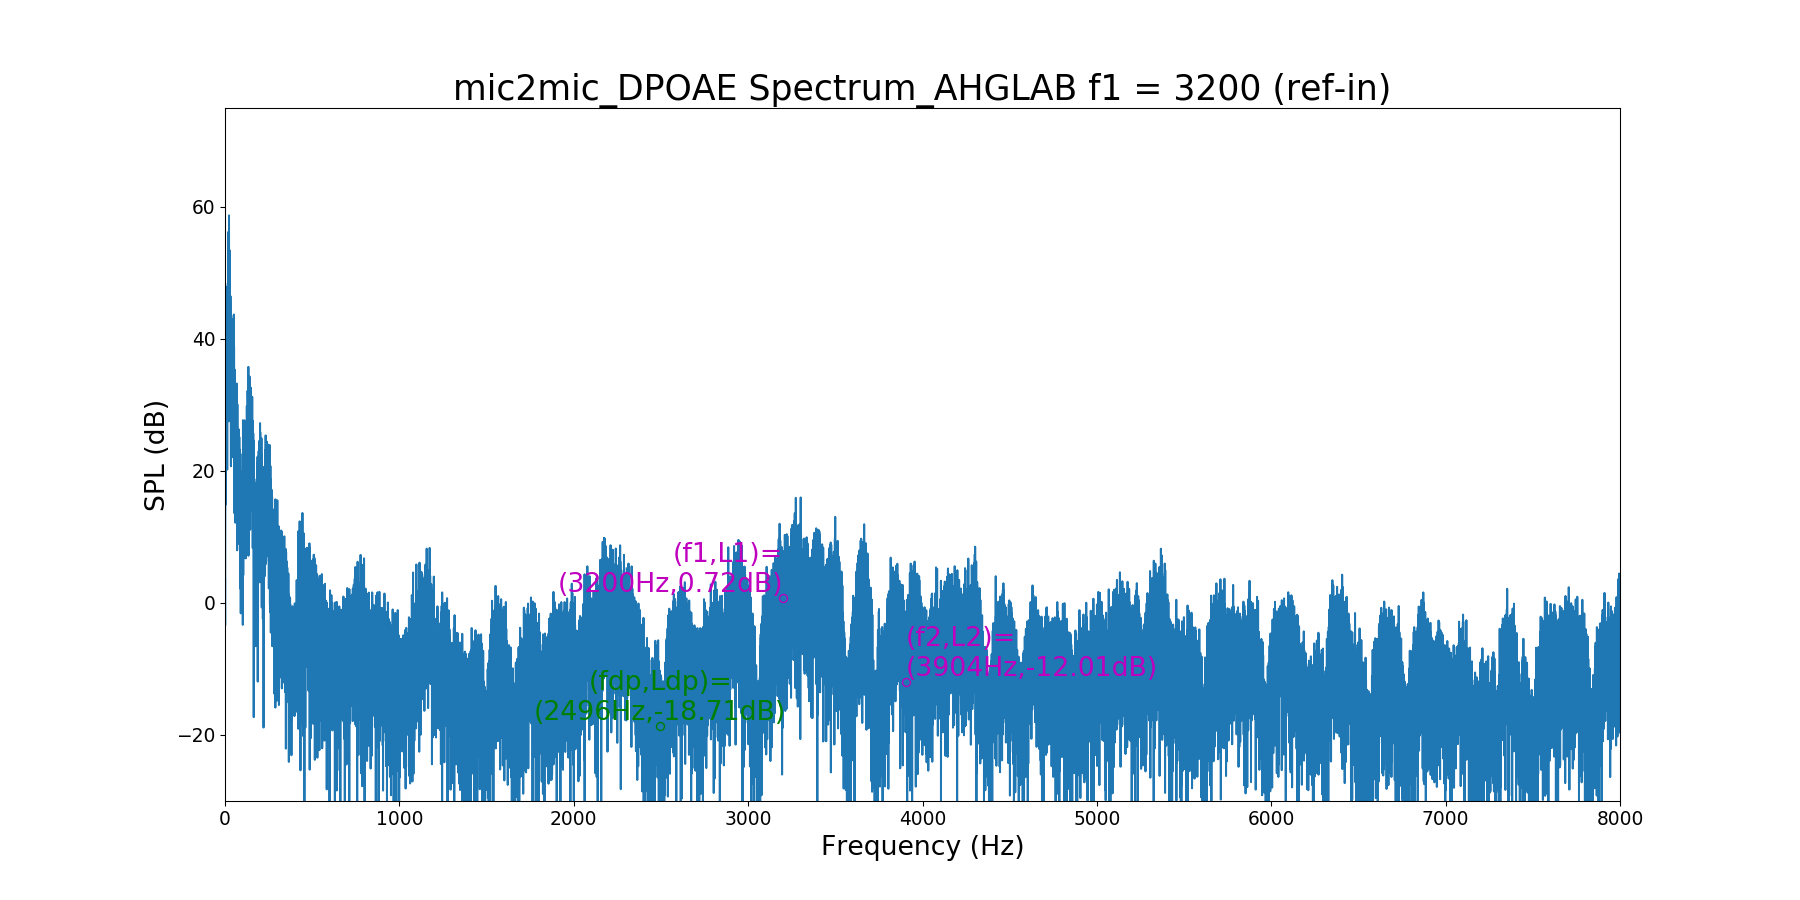 mic2mic_DPOAE Spectrum_AHGLAB f1 = 3200 (ref-in)
60
40
20
0
−20
SPL (dB)
(f1,L1)=
(3200Hz,0.72dB)
(f2,L2)=
(3904Hz,-12.01dB)
(fdp,Ldp)=
(2496Hz,-18.71dB)
0 1000 2000 3000 4000 5000 6000 7000 8000
Frequency (Hz)